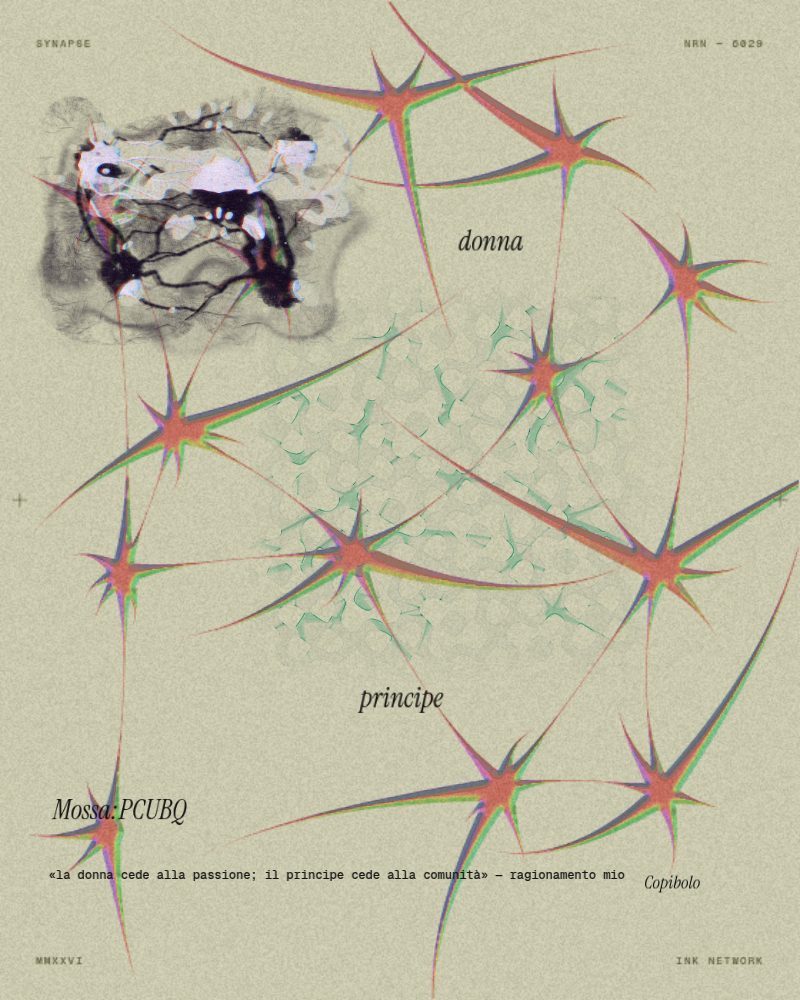 SYNAPSE
NRN — 6029
donna
principe
Mossa:PCUBQ
«la donna cede alla passione; il principe cede alla comunità» — ragionamento mio
Copibolo
MMXXVI
INK NETWORK